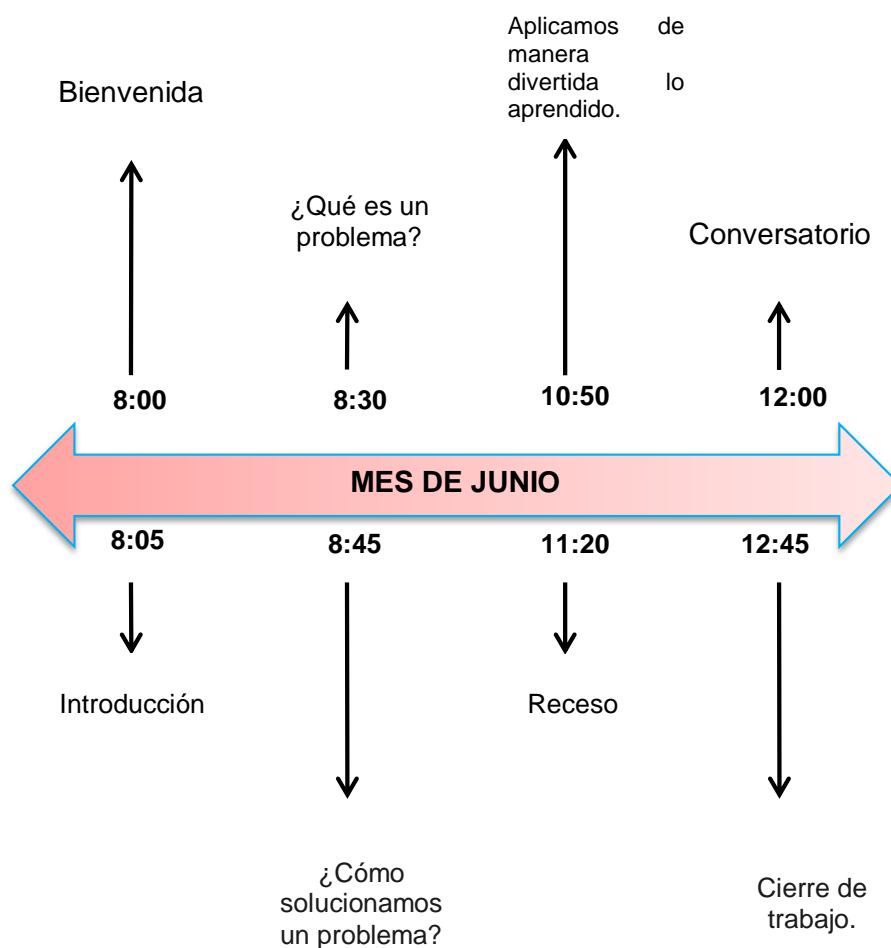 Aplicamos de
manera
divertida lo
aprendido.
Bienvenida
¿Qué es un
problema?
Conversatorio
8:00
8:30
10:50
12:00
MES DE JUNIO
8:05
8:45
11:20
12:45
Introducción
Receso
¿Cómo
solucionamos
un problema?
Cierre de
trabajo.